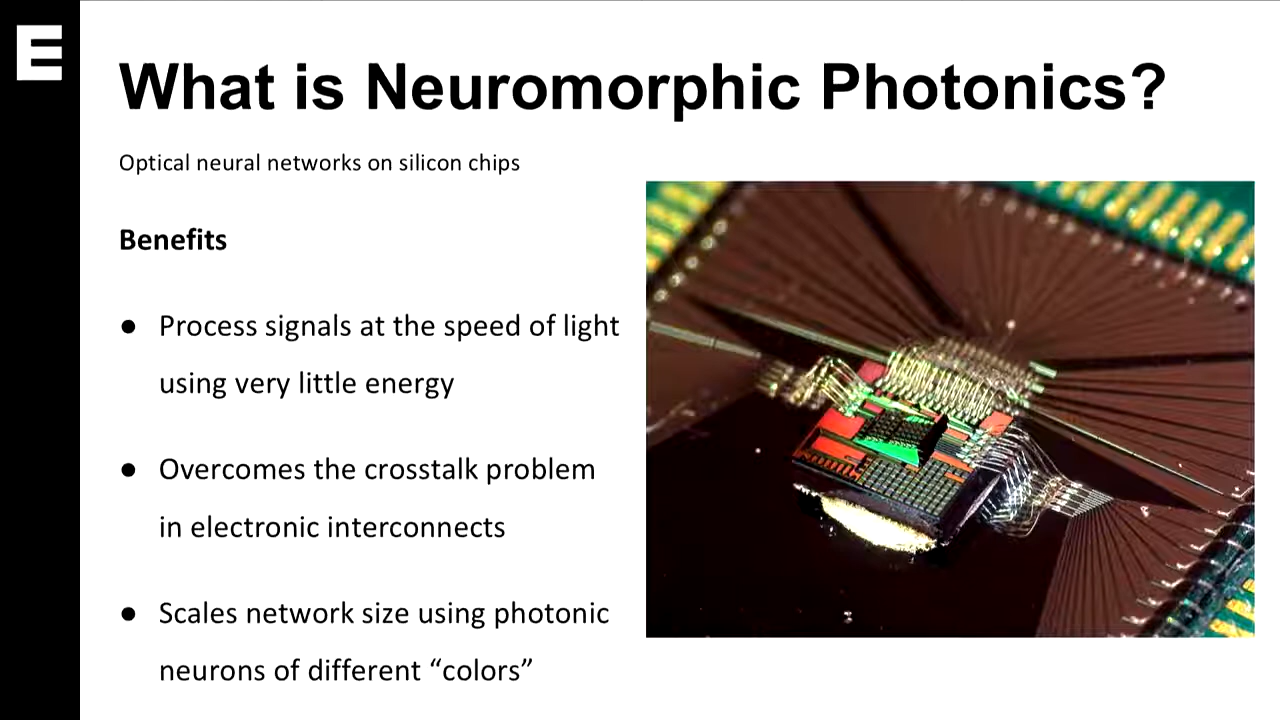 E
What is Neuromorphic Photonics?
Optical neural networks on silicon chips
Benefits
● Process signals at the speed of light
using very little energy
● Overcomes the crosstalk problem
in electronic interconnects
● Scales network size using photonic
neurons of different “colors”